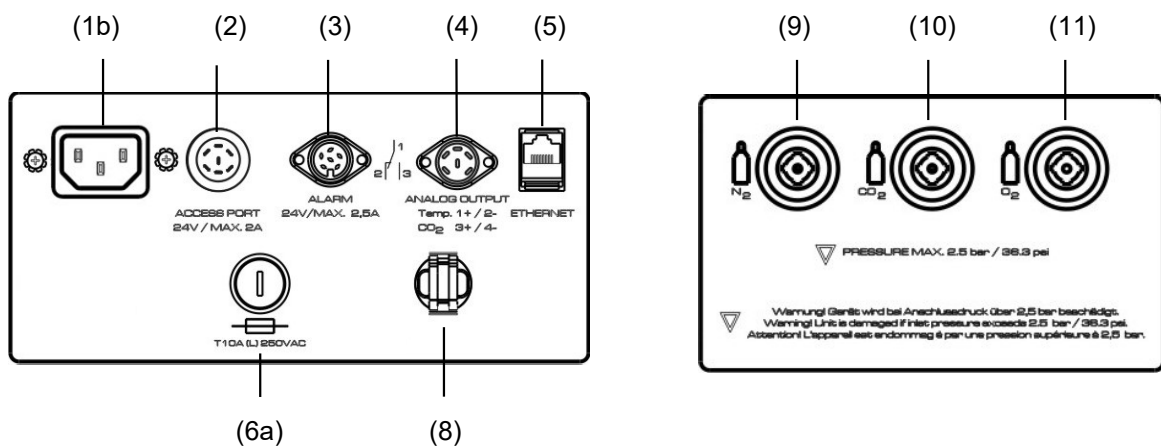 (1b) (2) (3) (4) (5)
ACCESS PORT
24V / MAX. 2A
ALARM
24V/MAX. 2,5A
1
2 3
ANALOG OUTPUT
Temp. 1+ / 2-
CO2 3+ / 4-
ETHERNET
T10A (L) 250VAC
(6a) (8)
(9) (10) (11)
N2 CO2 O2
PRESSURE MAX. 2.5 bar / 36.3 psi
Warnung! Gerät wird bei Anschlussdruck über 2,5 bar beschädigt.
Warning! Unit is damaged if inlet pressure exceeds 2.5 bar / 36.3 psi.
Attention! L'appareil est endommag é par une pression supérieure à 2,5 bar.